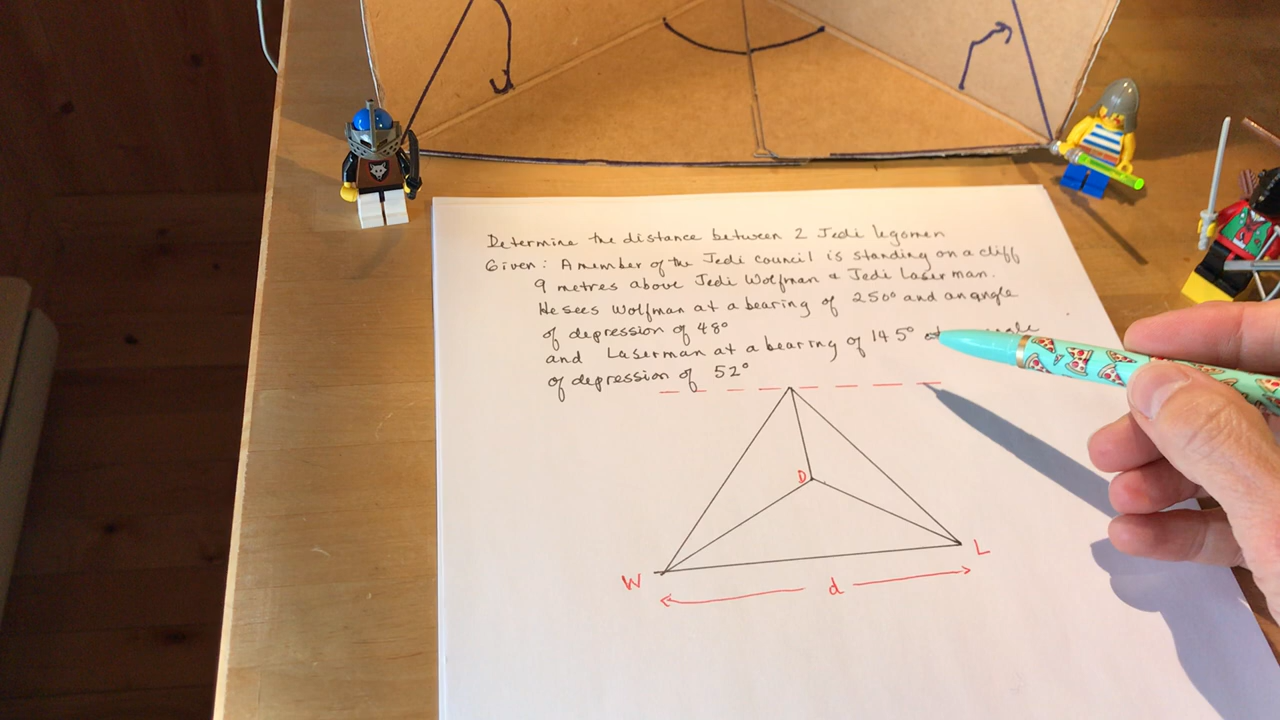 Determine the distance between 2 Jedi legomen
Given: A member of the Jedi council is standing on a cliff
9 metres above Jedi Wolfman & Jedi Laserman.
He sees Wolfman at a bearing of 250° and an angle
of depression of 48°
and Laserman at a bearing of 145°
of depression of 52°
D
W
L
d